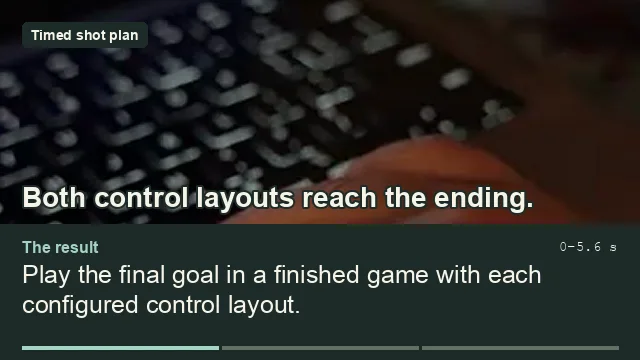 Timed shot plan
Both control layouts reach the ending.
The result
0–5.6 s
Play the final goal in a finished game with each
configured control layout.